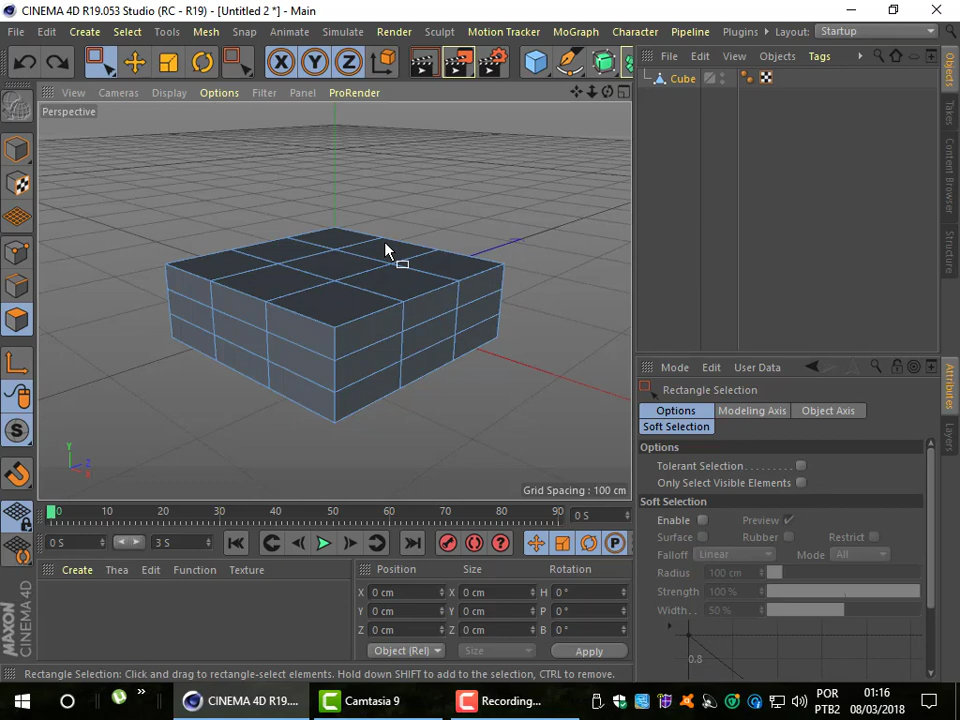 CINEMA 4D R19.053 Studio (RC - R19) - [Untitled 2 *] - Main
File Edit Create Select Tools Mesh Snap Animate Simulate Render Sculpt Motion Tracker MoGraph Character Pipeline Plugins Layout: Startup
X Y Z
File Edit View Objects Tags
View Cameras Display Options Filter Panel ProRender
Cube
Perspective
Objects
Takes
Content Browser
Structure
Mode Edit User Data
Rectangle Selection
Options Modeling Axis Object Axis
Soft Selection
Attributes
Layers
Options
Tolerant Selection
Only Select Visible Elements
Soft Selection
Enable Preview
Surface Rubber Restrict
Falloff Linear Mode All
Radius 100 cm
Strength 100 %
Width 50 %
0.8
Y
Z
X
Grid Spacing : 100 cm
0 10 20 30 40 50 60 70 80 90 0 S
0 S 3 S
Create Thea Edit Function Texture
Position Size Rotation
X 0 cm X 0 cm H 0 °
Y 0 cm Y 0 cm P 0 °
Z 0 cm Z 0 cm B 0 °
Object (Rel) Size Apply
MAXON CINEMA 4D
Rectangle Selection: Click and drag to rectangle-select elements. Hold down SHIFT to add to the selection, CTRL to remove.
CINEMA 4D R19.... Camtasia 9 Recording... POR PTB2 01:16 08/03/2018